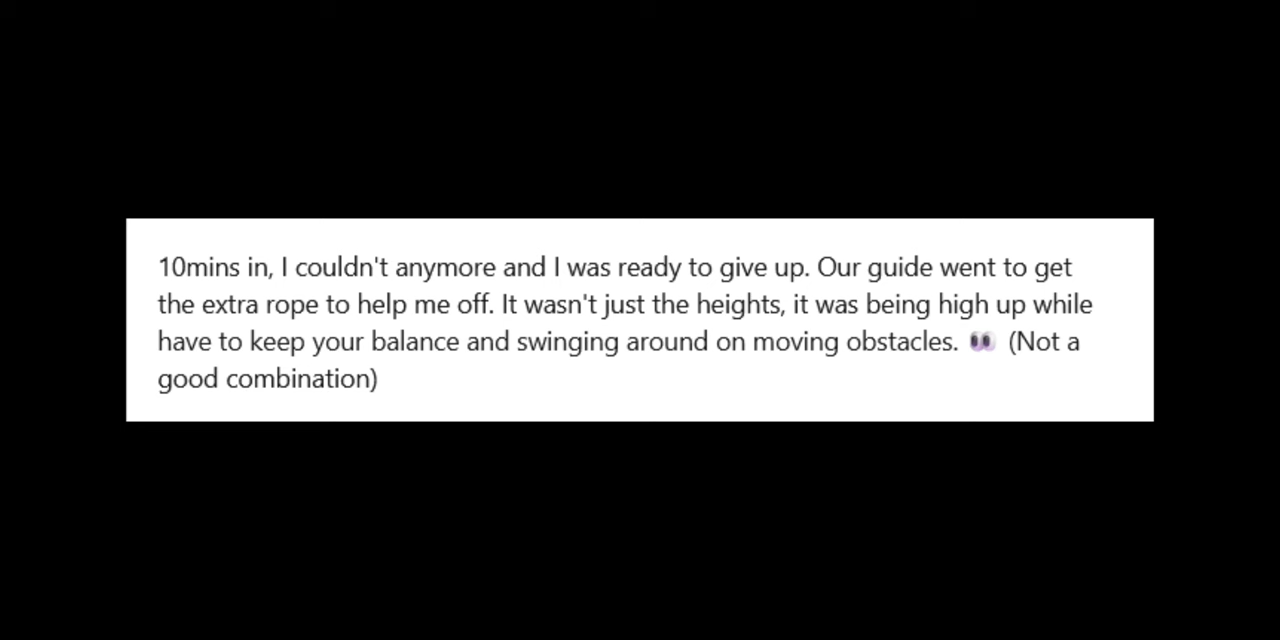 10mins in, I couldn't anymore and I was ready to give up. Our guide went to get
the extra rope to help me off. It wasn't just the heights, it was being high up while
have to keep your balance and swinging around on moving obstacles. 👀 (Not a
good combination)